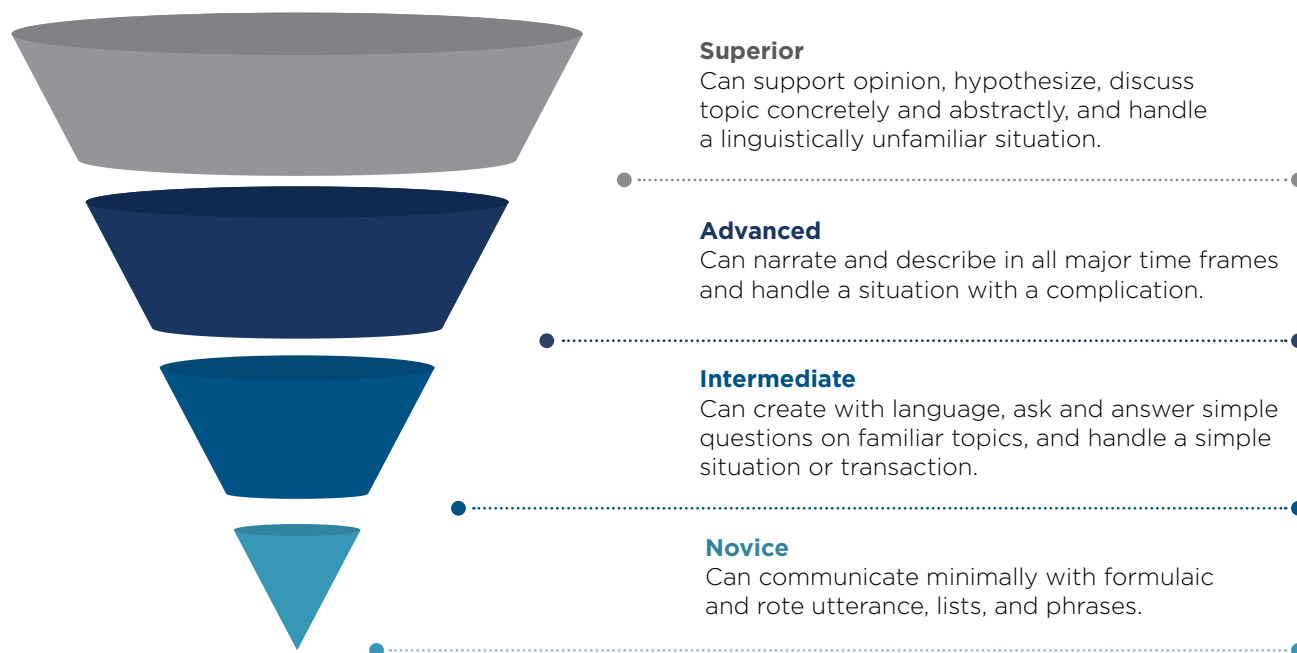 Superior
Can support opinion, hypothesize, discuss
topic concretely and abstractly, and handle
a linguistically unfamiliar situation.
Advanced
Can narrate and describe in all major time frames
and handle a situation with a complication.
Intermediate
Can create with language, ask and answer simple
questions on familiar topics, and handle a simple
situation or transaction.
Novice
Can communicate minimally with formulaic
and rote utterance, lists, and phrases.